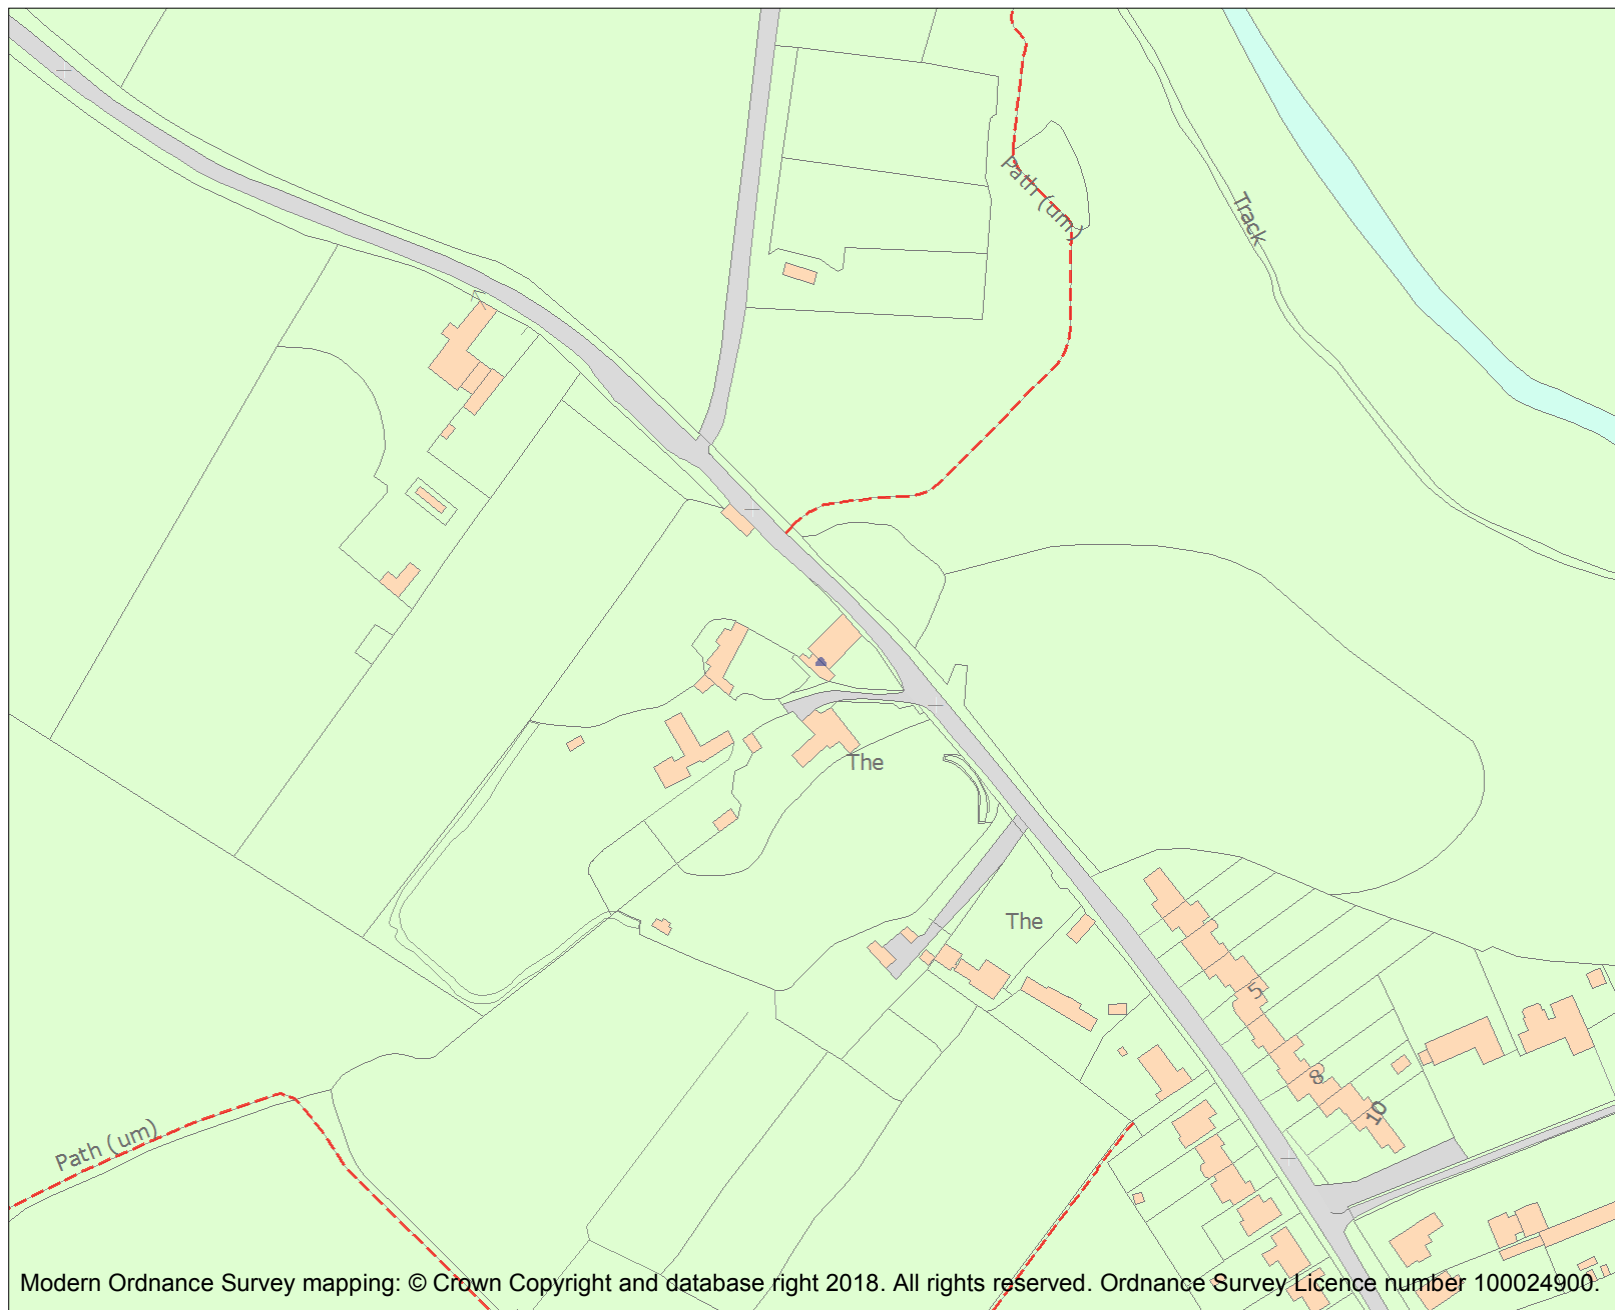 Path (um)
Track
The
The
5
8
10
Path (um)
Modern Ordnance Survey mapping: © Crown Copyright and database right 2018. All rights reserved. Ordnance Survey Licence number 100024900.